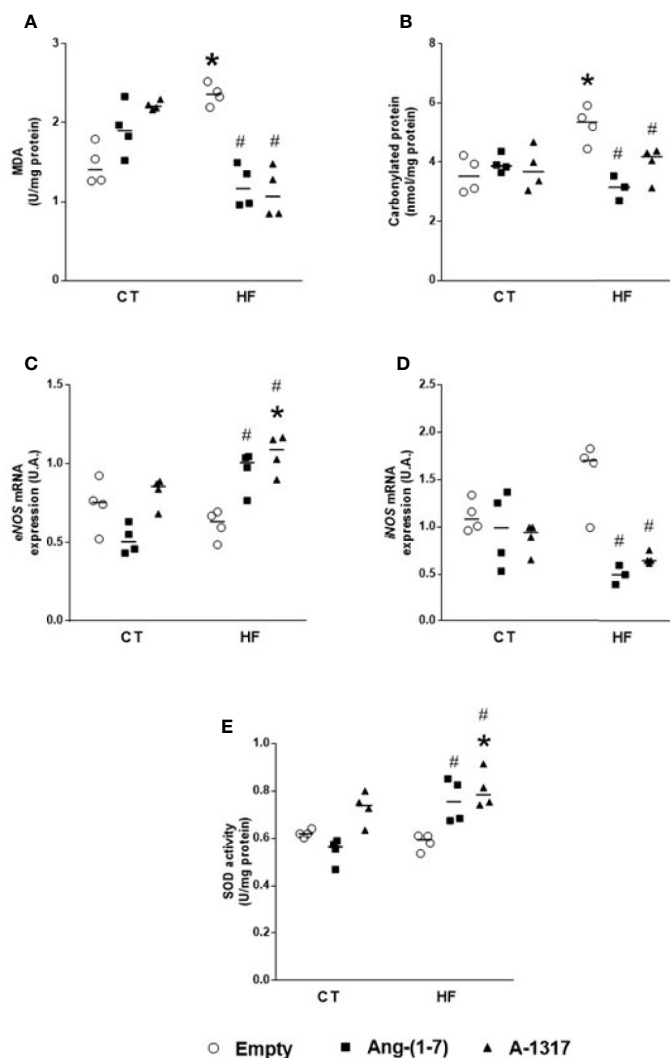 A
MDA
(U/mg protein)
3
2
1
0
*
# #
CT HF
B
Carbonylated protein
(nmol/mg protein)
8
6
4
2
0
*
#
#
CT HF
C
eNOS mRNA
expression (U.A.)
1.5
1.0
0.5
0.0
#
#
*
CT HF
D
iNOS mRNA
expression (U.A.)
2.5
2.0
1.5
1.0
0.5
0.0
#
#
CT HF
E
SOD activity
(U/mg protein)
1.0
0.8
0.6
0.4
0.2
0.0
#
#
*
CT HF
Empty Ang-(1-7) A-1317